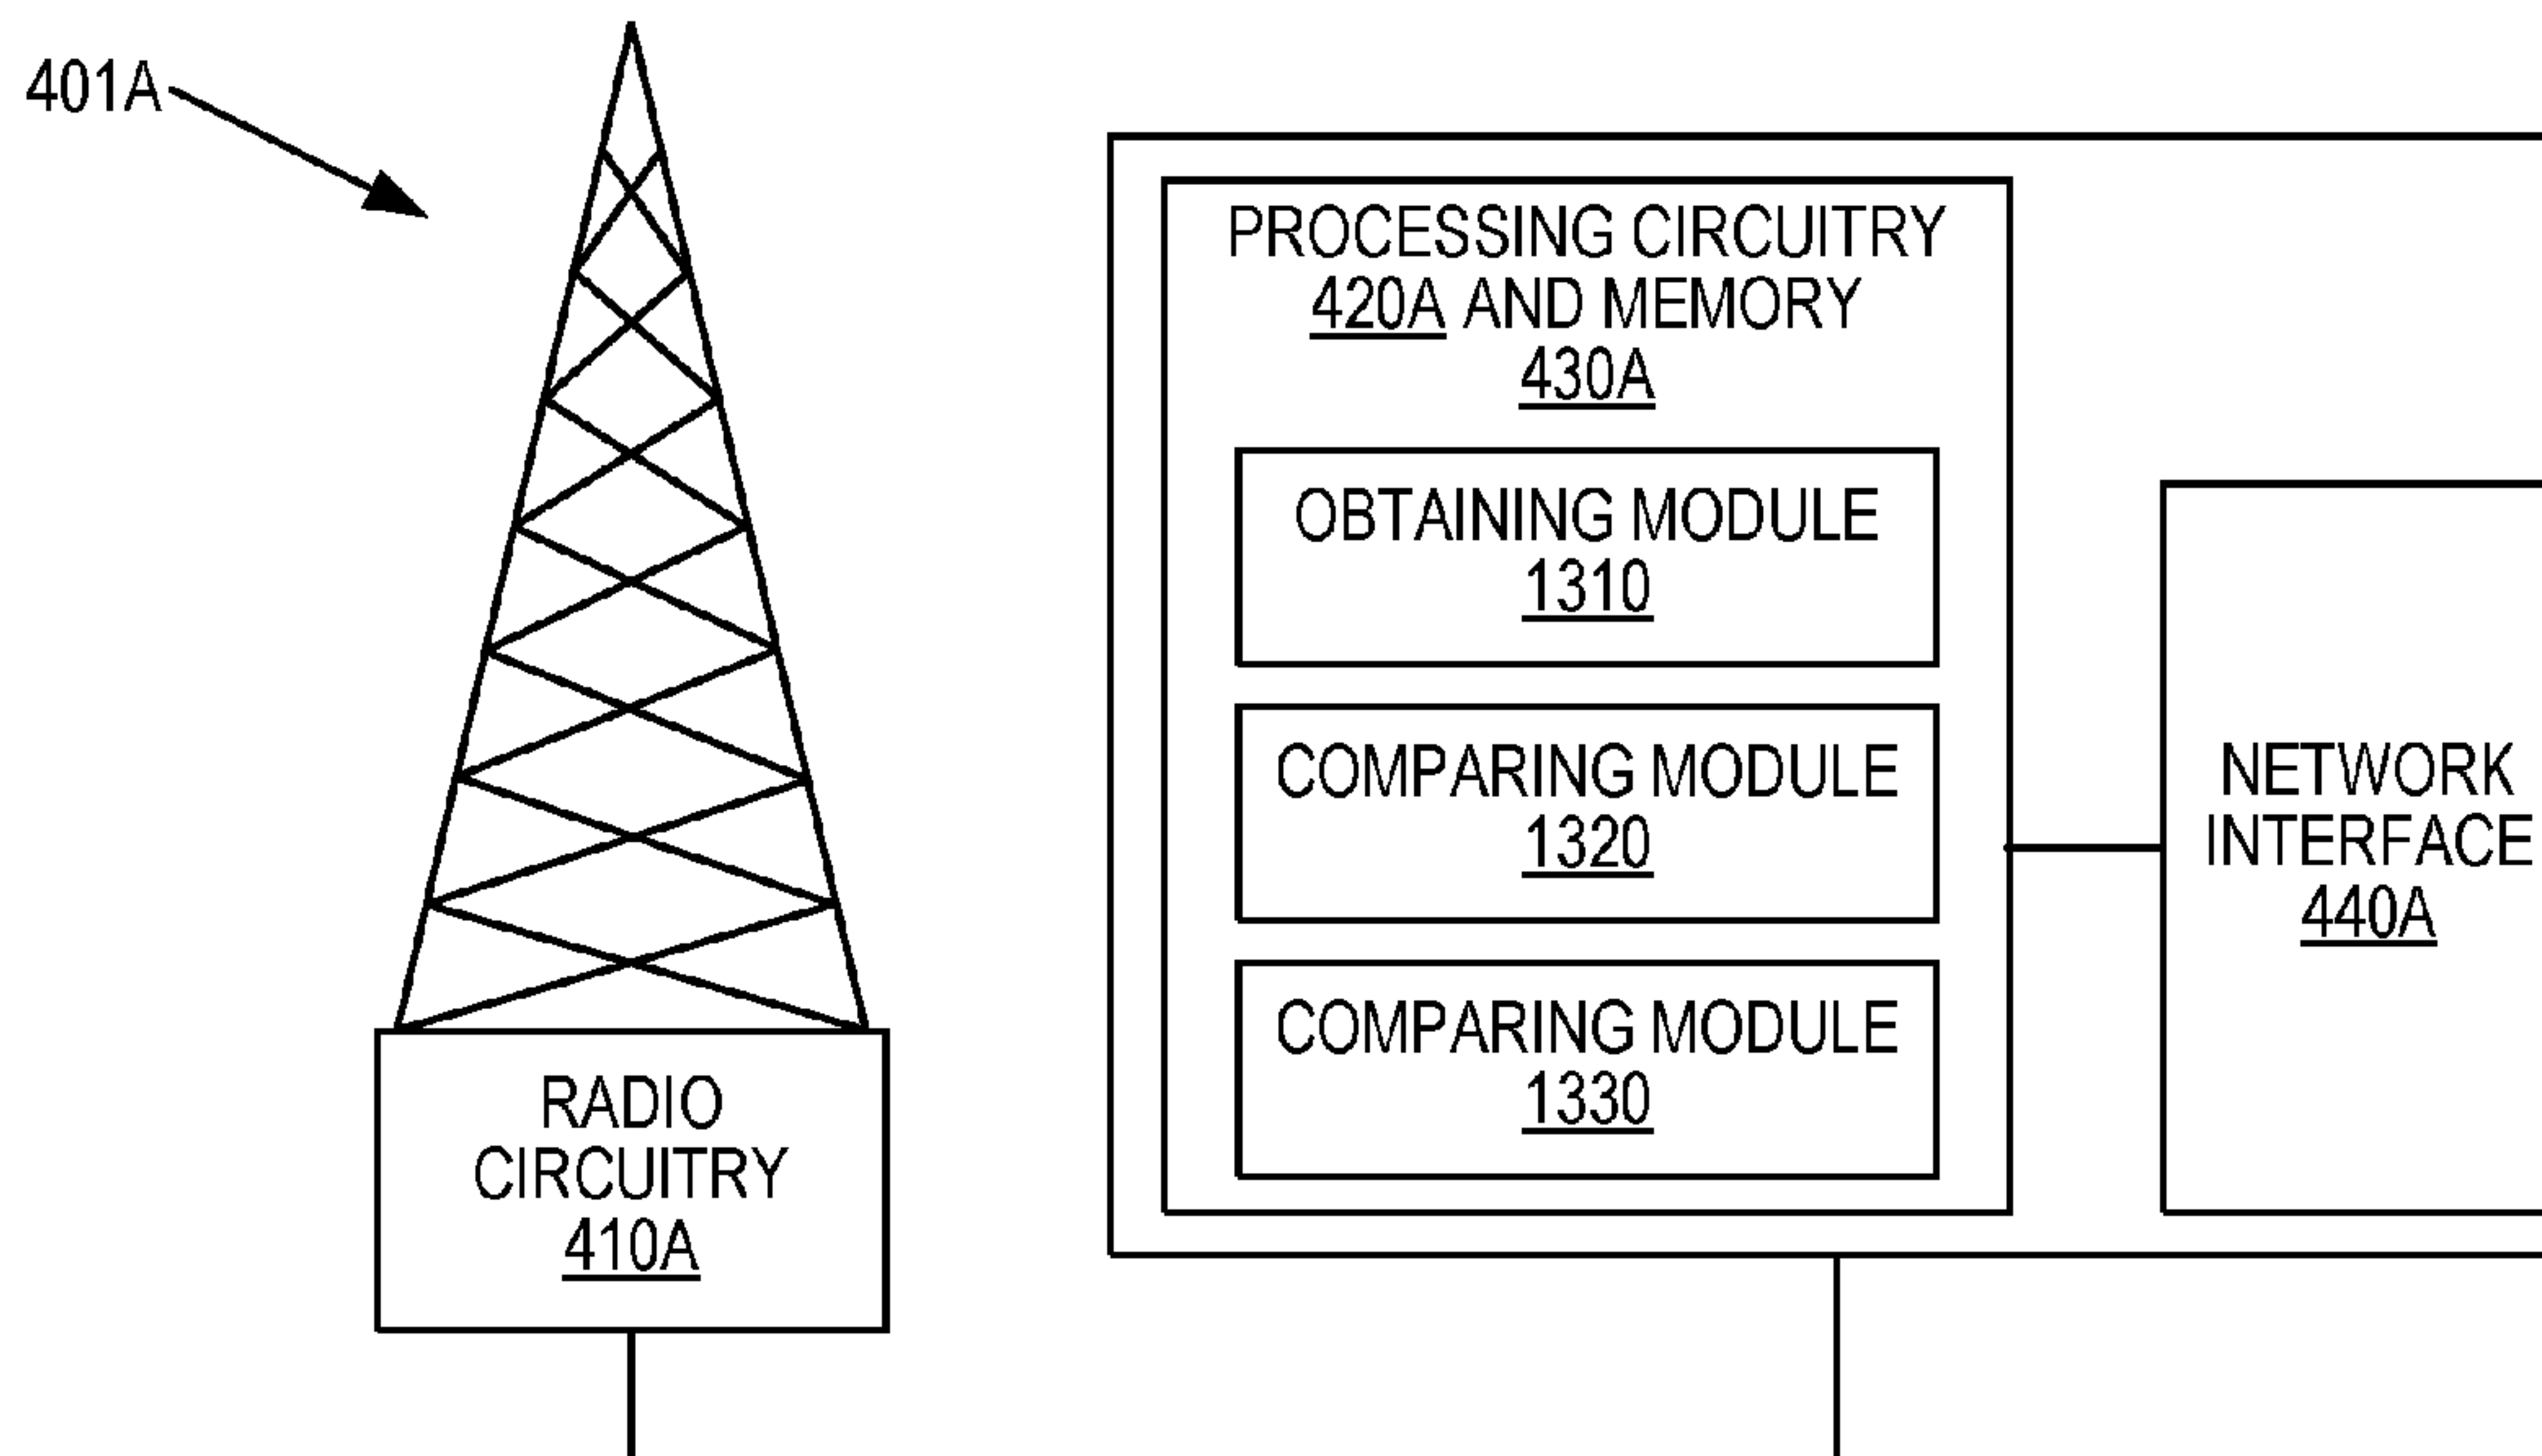 401A
PROCESSING CIRCUITRY
420A AND MEMORY
430A
OBTAINING MODULE
1310
COMPARING MODULE
1320
COMPARING MODULE
1330
NETWORK
INTERFACE
440A
RADIO
CIRCUITRY
410A